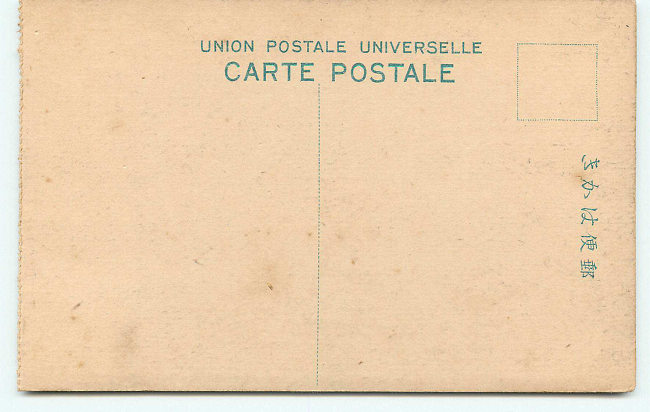 UNION POSTALE UNIVERSELLE
CARTE POSTALE
郵便はかき